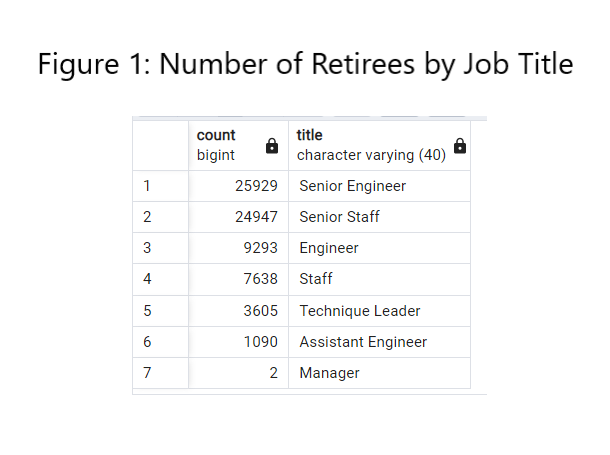 Figure 1: Number of Retirees by Job Title
count title
bigint character varying (40)
1 25929 Senior Engineer
2 24947 Senior Staff
3 9293 Engineer
4 7638 Staff
5 3605 Technique Leader
6 1090 Assistant Engineer
7 2 Manager